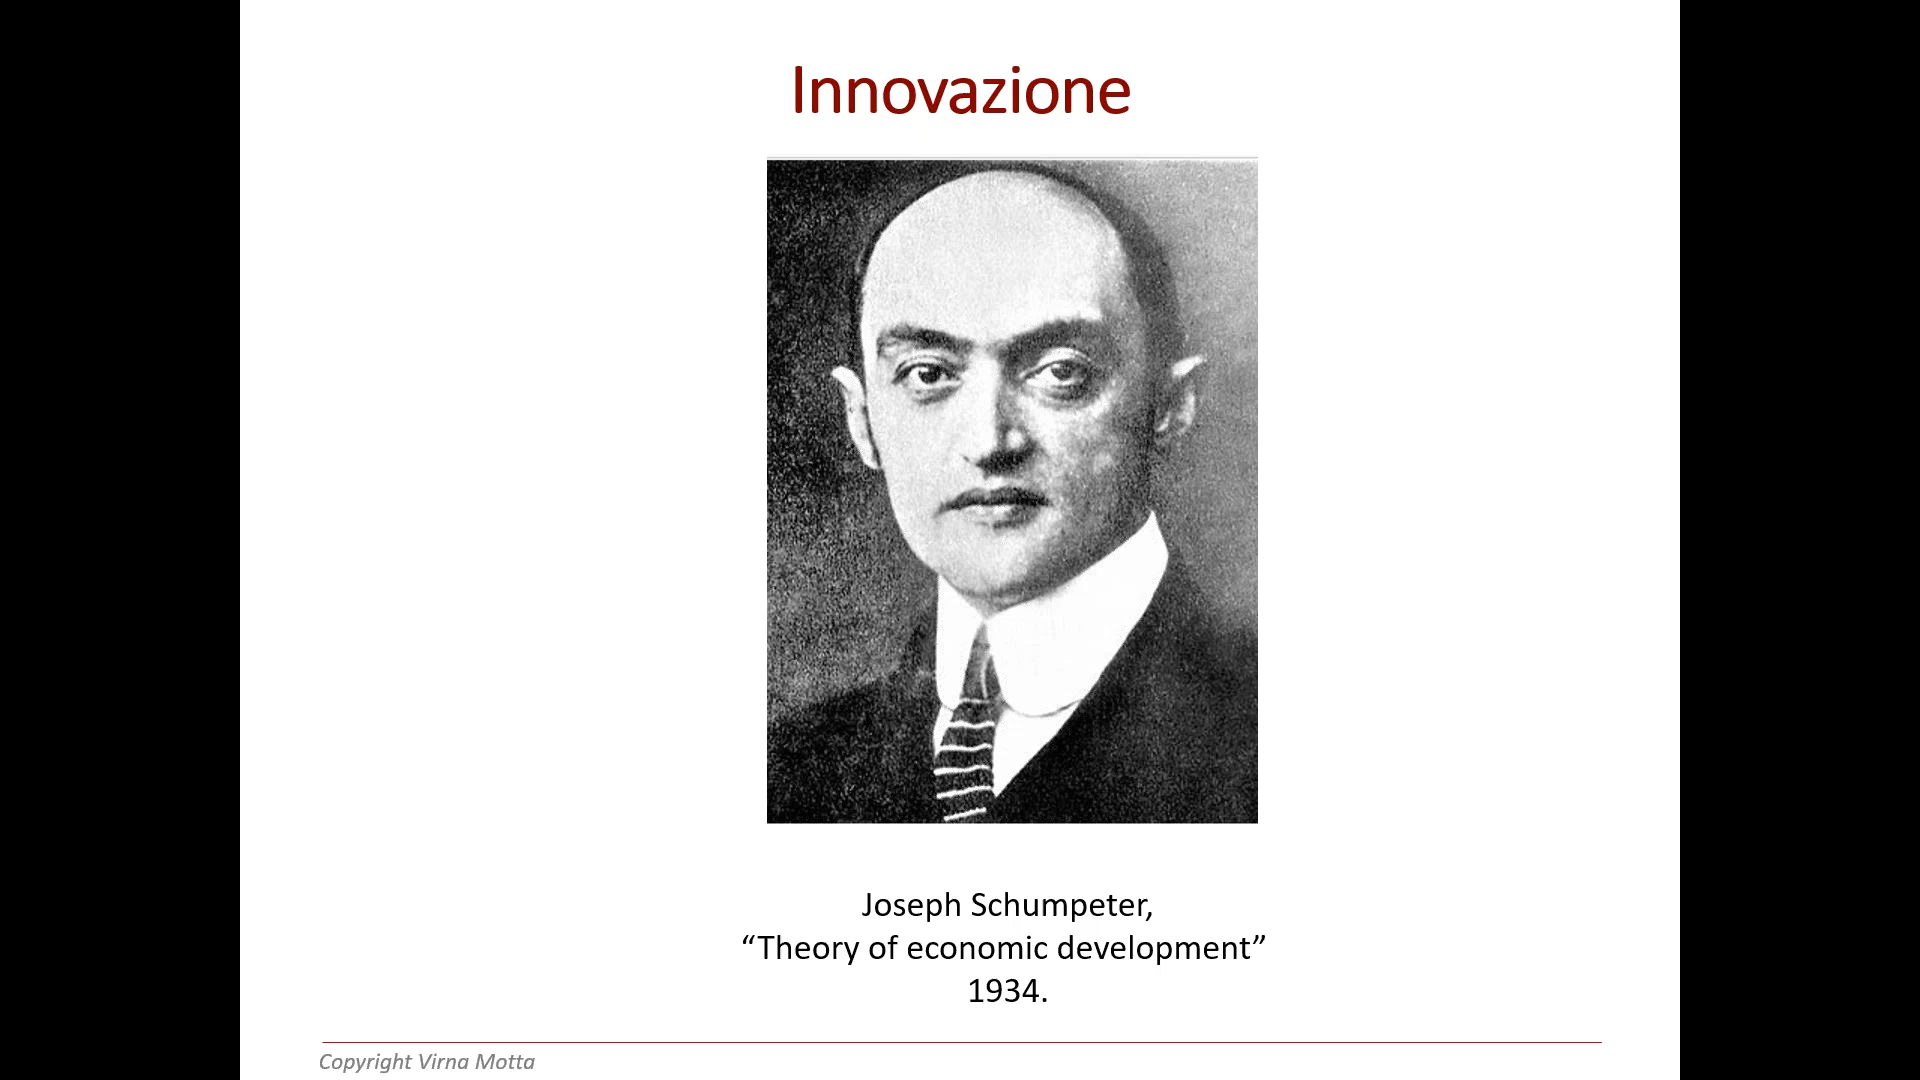 Innovazione
Joseph Schumpeter,
“Theory of economic development”
1934.
Copyright Virna Motta